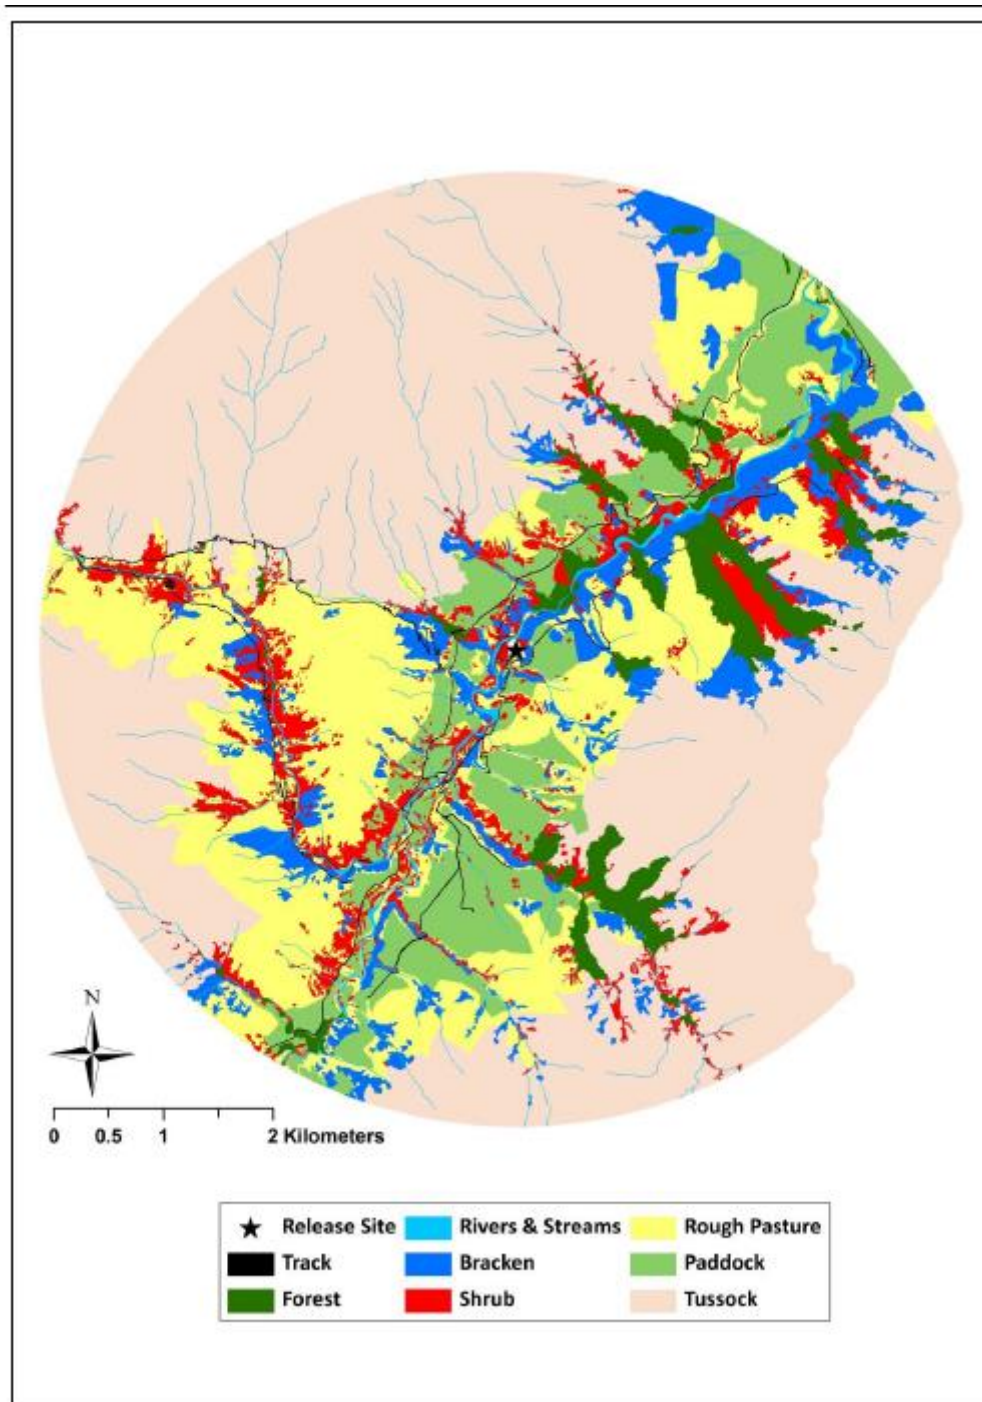 N
0 0.5 1 2 Kilometers
Release Site Rivers & Streams Rough Pasture
Track Bracken Paddock
Forest Shrub Tussock